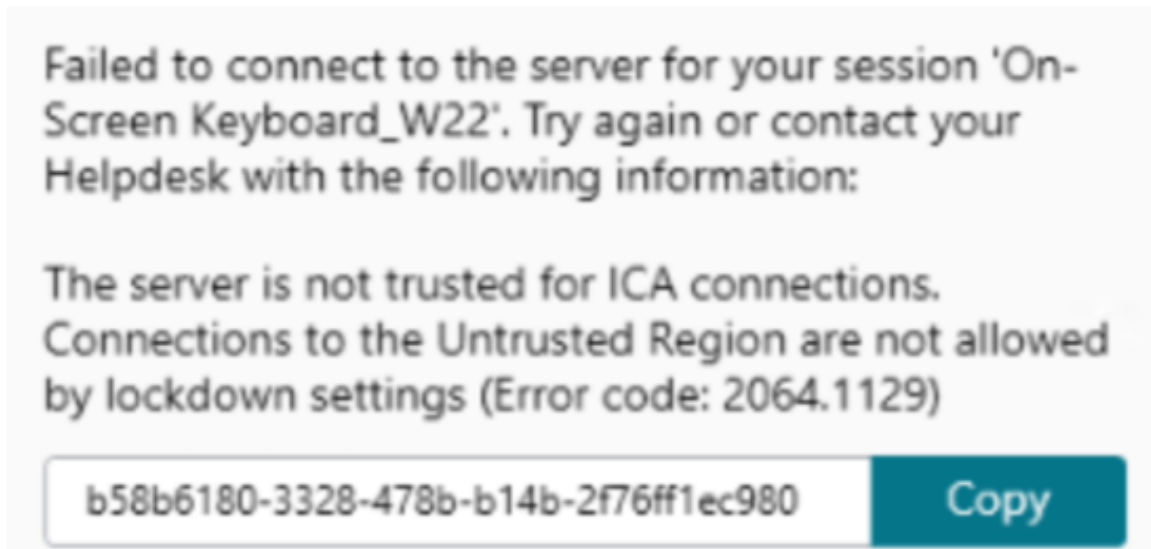 Failed to connect to the server for your session 'On-
Screen Keyboard_W22'. Try again or contact your
Helpdesk with the following information:
The server is not trusted for ICA connections.
Connections to the Untrusted Region are not allowed
by lockdown settings (Error code: 2064.1129)
b58b6180-3328-478b-b14b-2f76ff1ec980
Copy